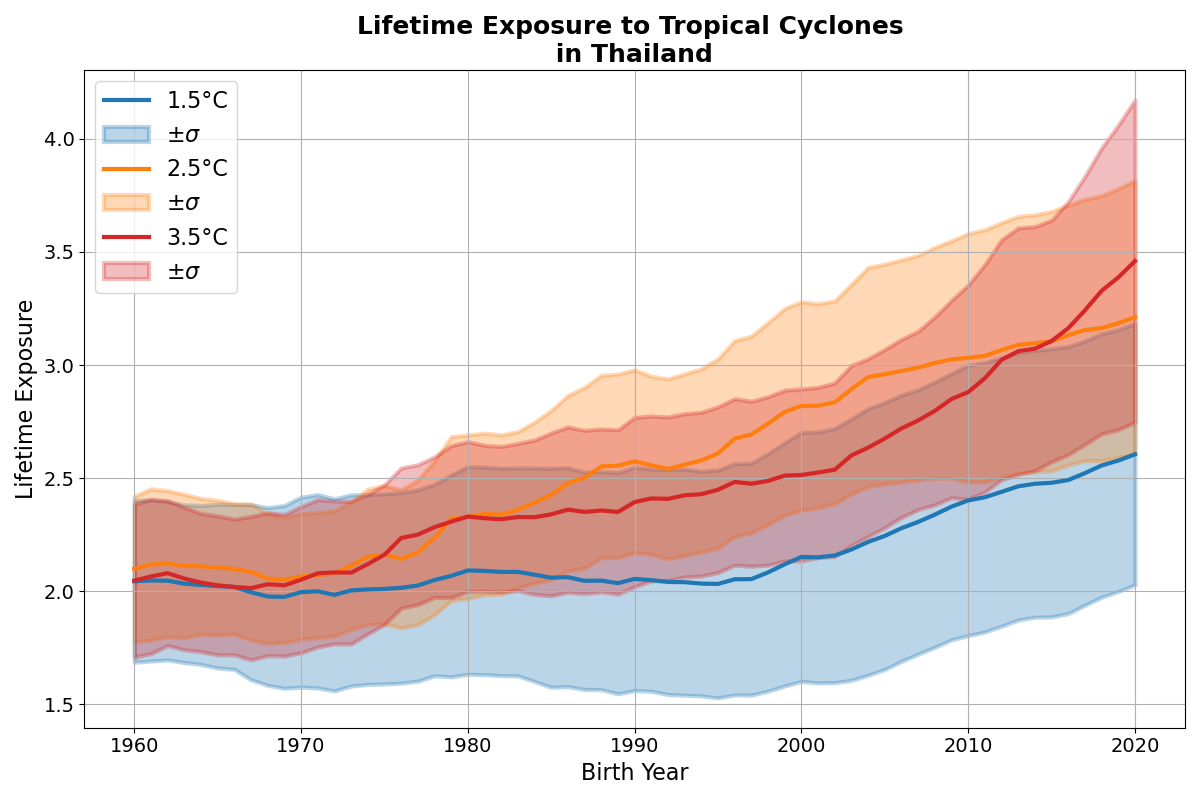 Lifetime Exposure to Tropical Cyclones
in Thailand
1.5°C
±σ
2.5°C
±σ
3.5°C
±σ
Lifetime Exposure
4.0
3.5
3.0
2.5
2.0
1.5
1960 1970 1980 1990 2000 2010 2020
Birth Year